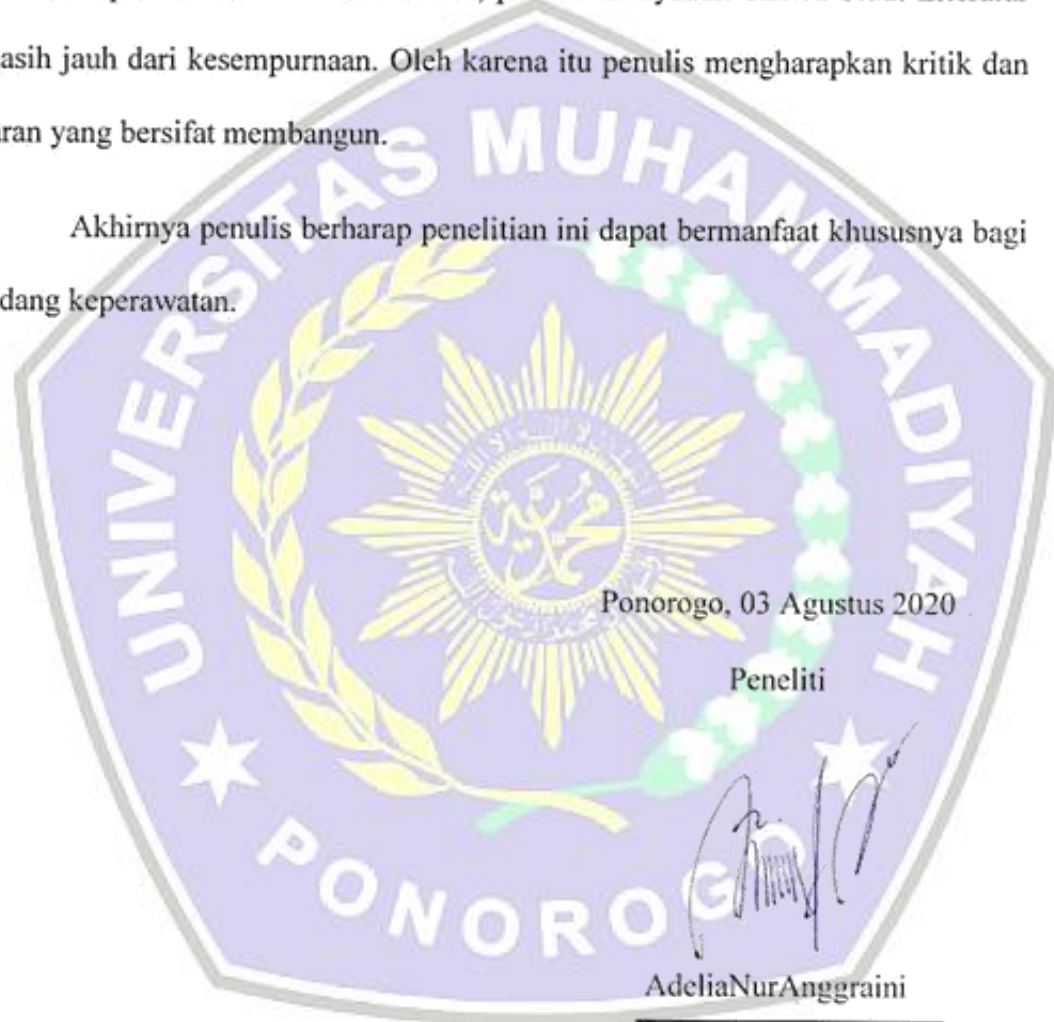 asih jauh dari kesempurnaan. Oleh karena itu penulis mengharapkan kritik dan
ran yang bersifat membangun.
Akhirnya penulis berharap penelitian ini dapat bermanfaat khususnya bagi
dang keperawatan.
UNIVERSITAS MUHAMMADIYAH
PONOROGO
Ponorogo, 03 Agustus 2020
Peneliti
AdeliaNurAnggraini